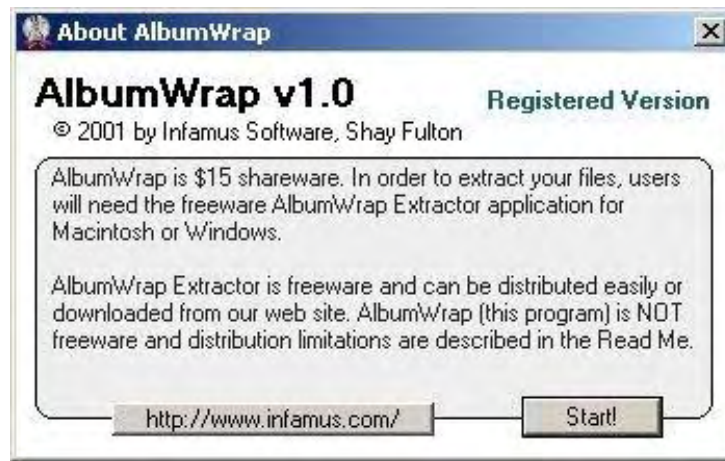 About AlbumWrap
AlbumWrap v1.0
Registered Version
© 2001 by Infamus Software, Shay Fulton
AlbumWrap is $15 shareware. In order to extract your files, users
will need the freeware AlbumWrap Extractor application for
Macintosh or Windows.
AlbumWrap Extractor is freeware and can be distributed easily or
downloaded from our web site. AlbumWrap (this program) is NOT
freeware and distribution limitations are described in the Read Me.
http://www.infamus.com/
Start!